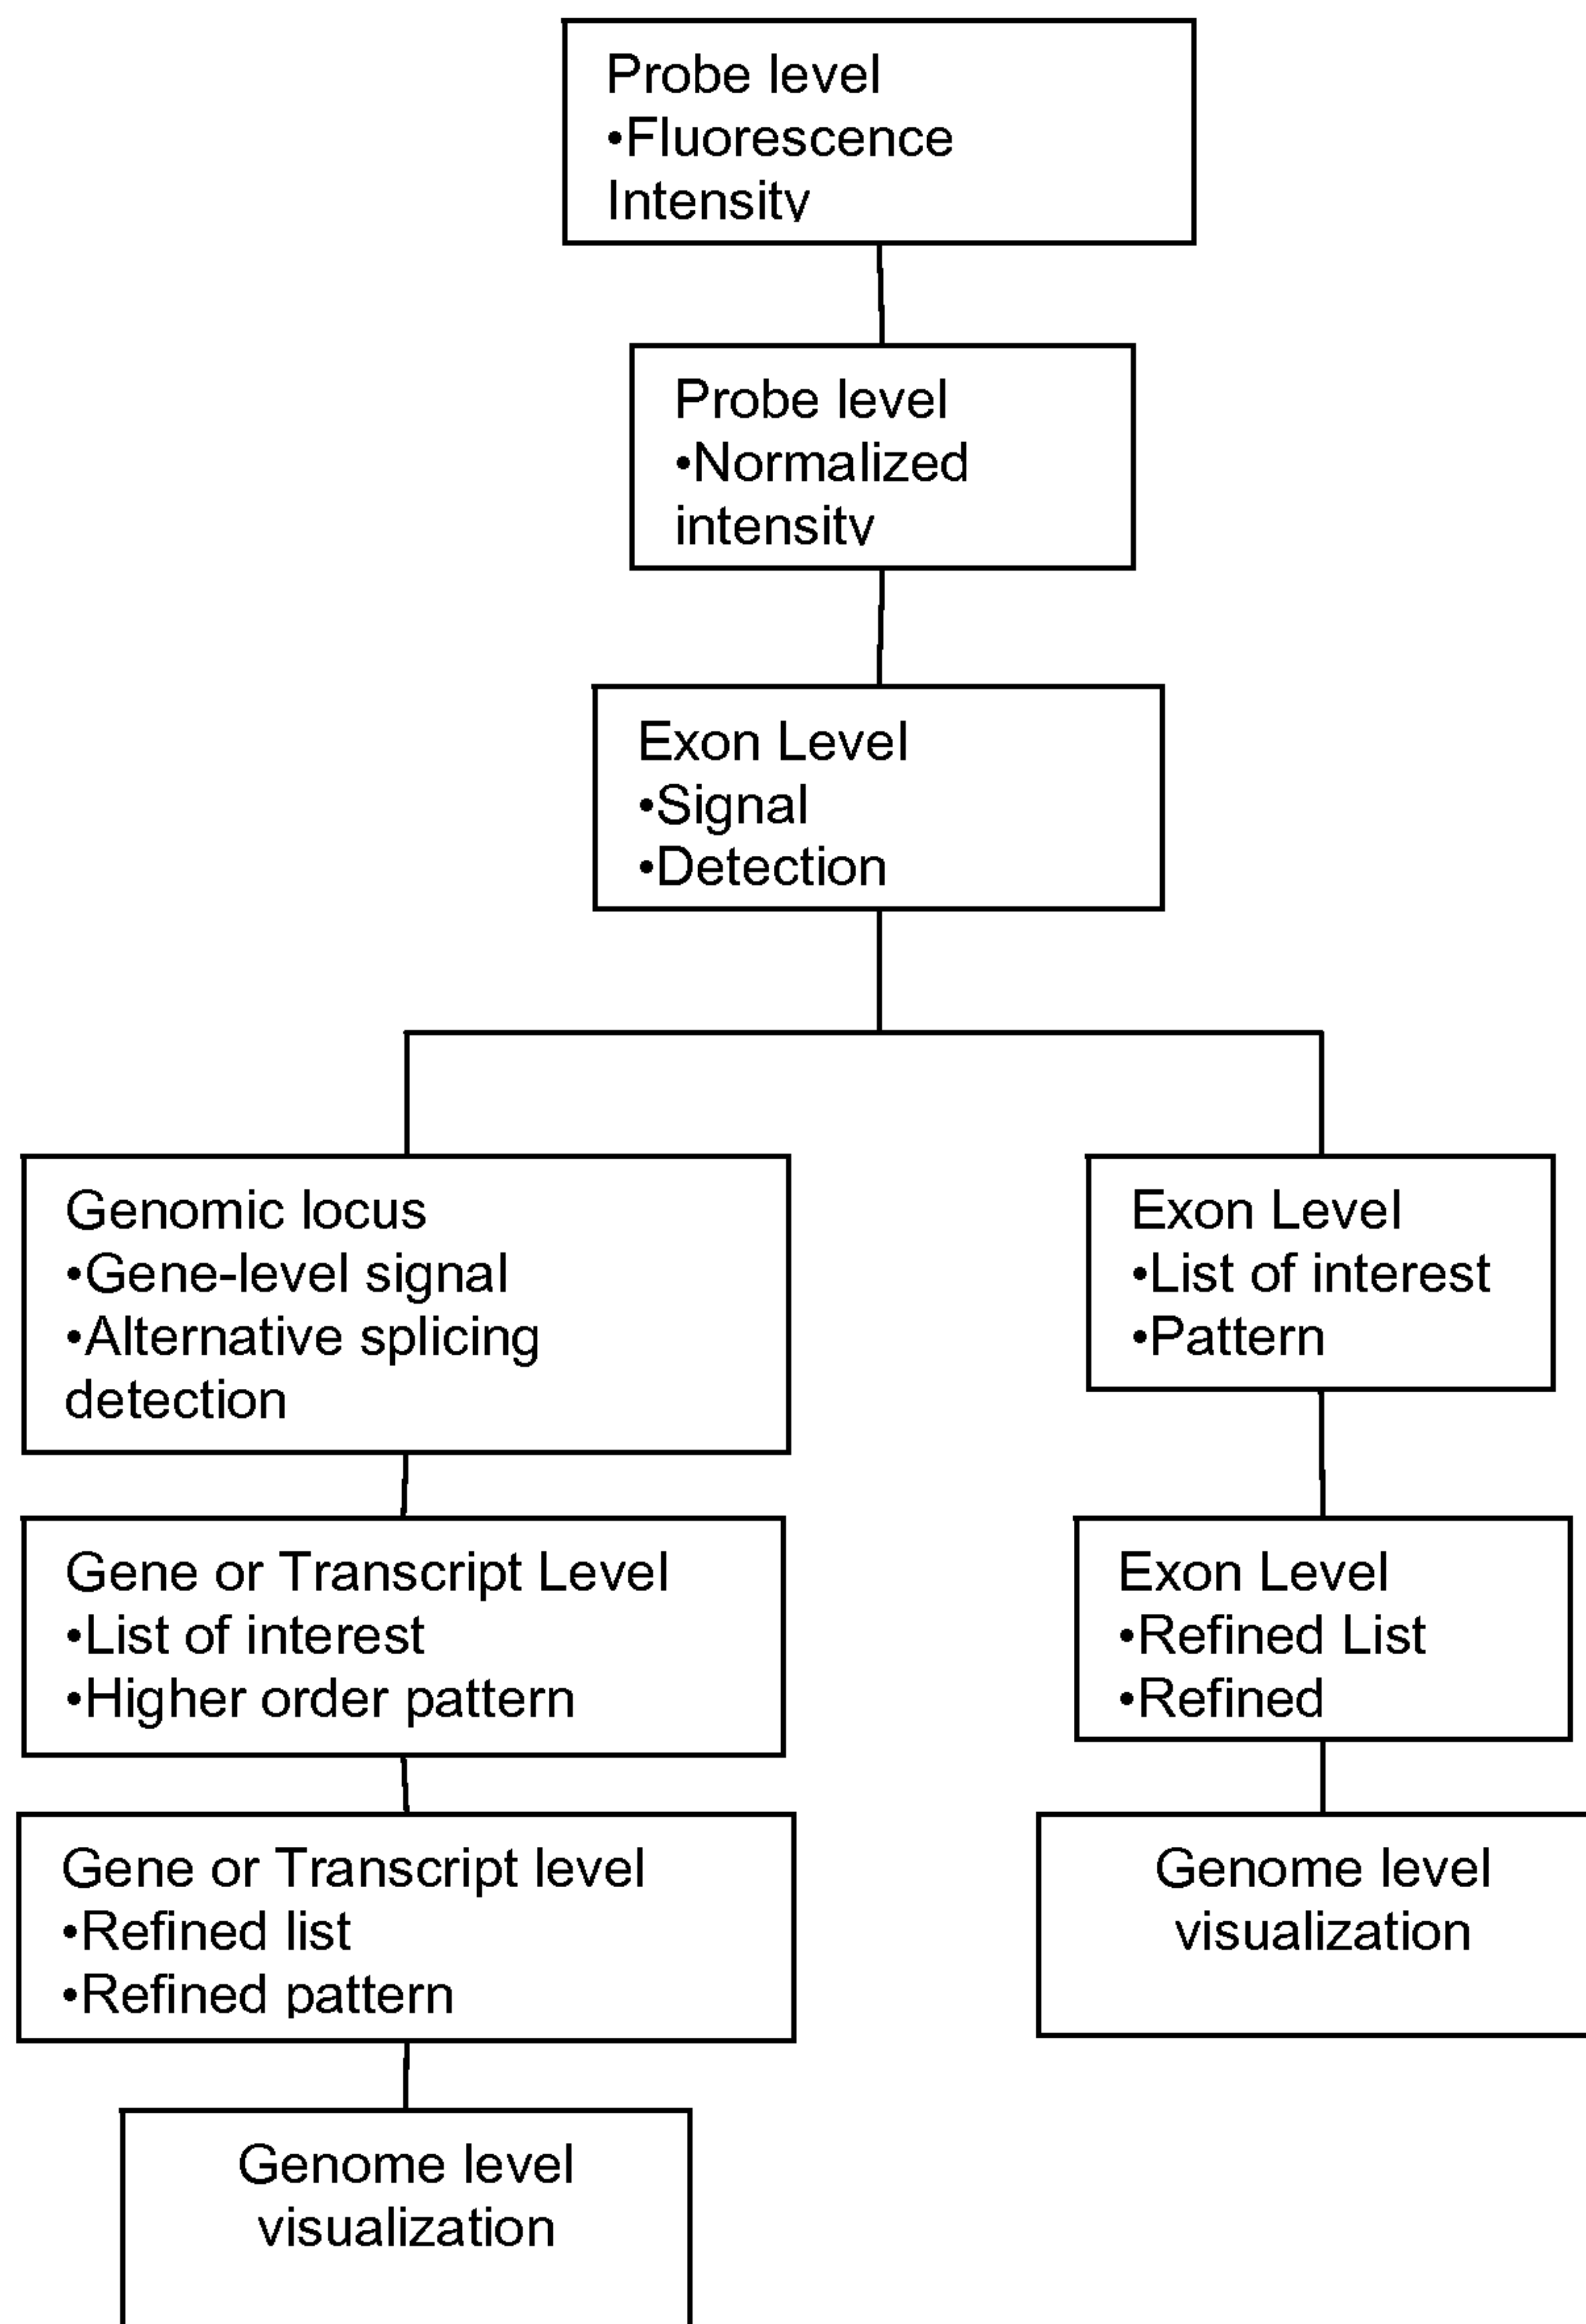 Probe level
•Fluorescence
Intensity
Probe level
•Normalized
intensity
Exon Level
•Signal
•Detection
Genomic locus
•Gene-level signal
•Alternative splicing
detection
Exon Level
•List of interest
•Pattern
Gene or Transcript Level
•List of interest
•Higher order pattern
Exon Level
•Refined List
•Refined
Gene or Transcript level
•Refined list
•Refined pattern
Genome level
visualization
Genome level
visualization